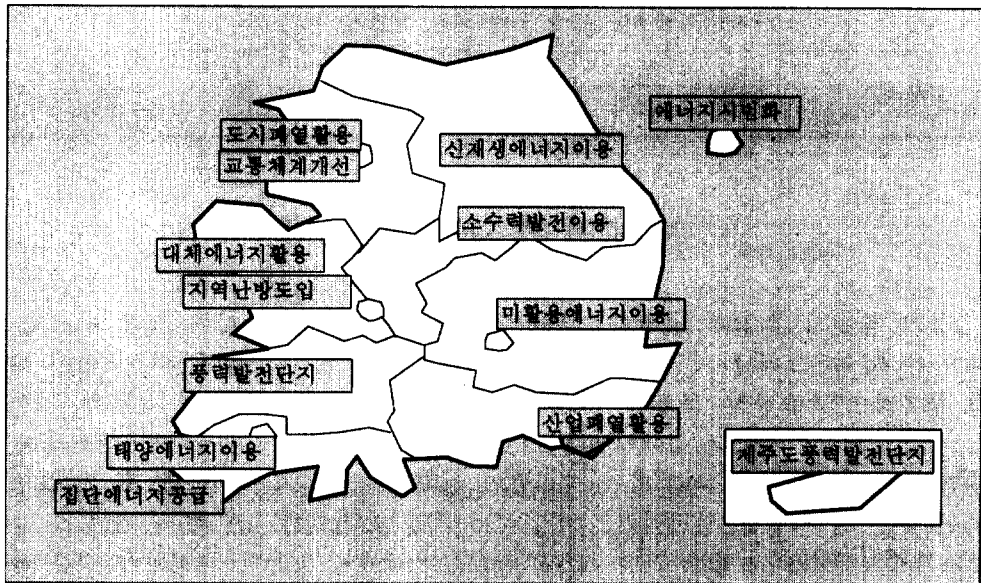 에너지시범화
도시폐열활용
교통체계개선
신재생에너지이용
소수력발전이용
대체에너지활용
지역난방도입
미활용에너지이용
풍력발전단지
산업폐열활용
태양에너지이용
제주도풍력발전단지
집단에너지공급